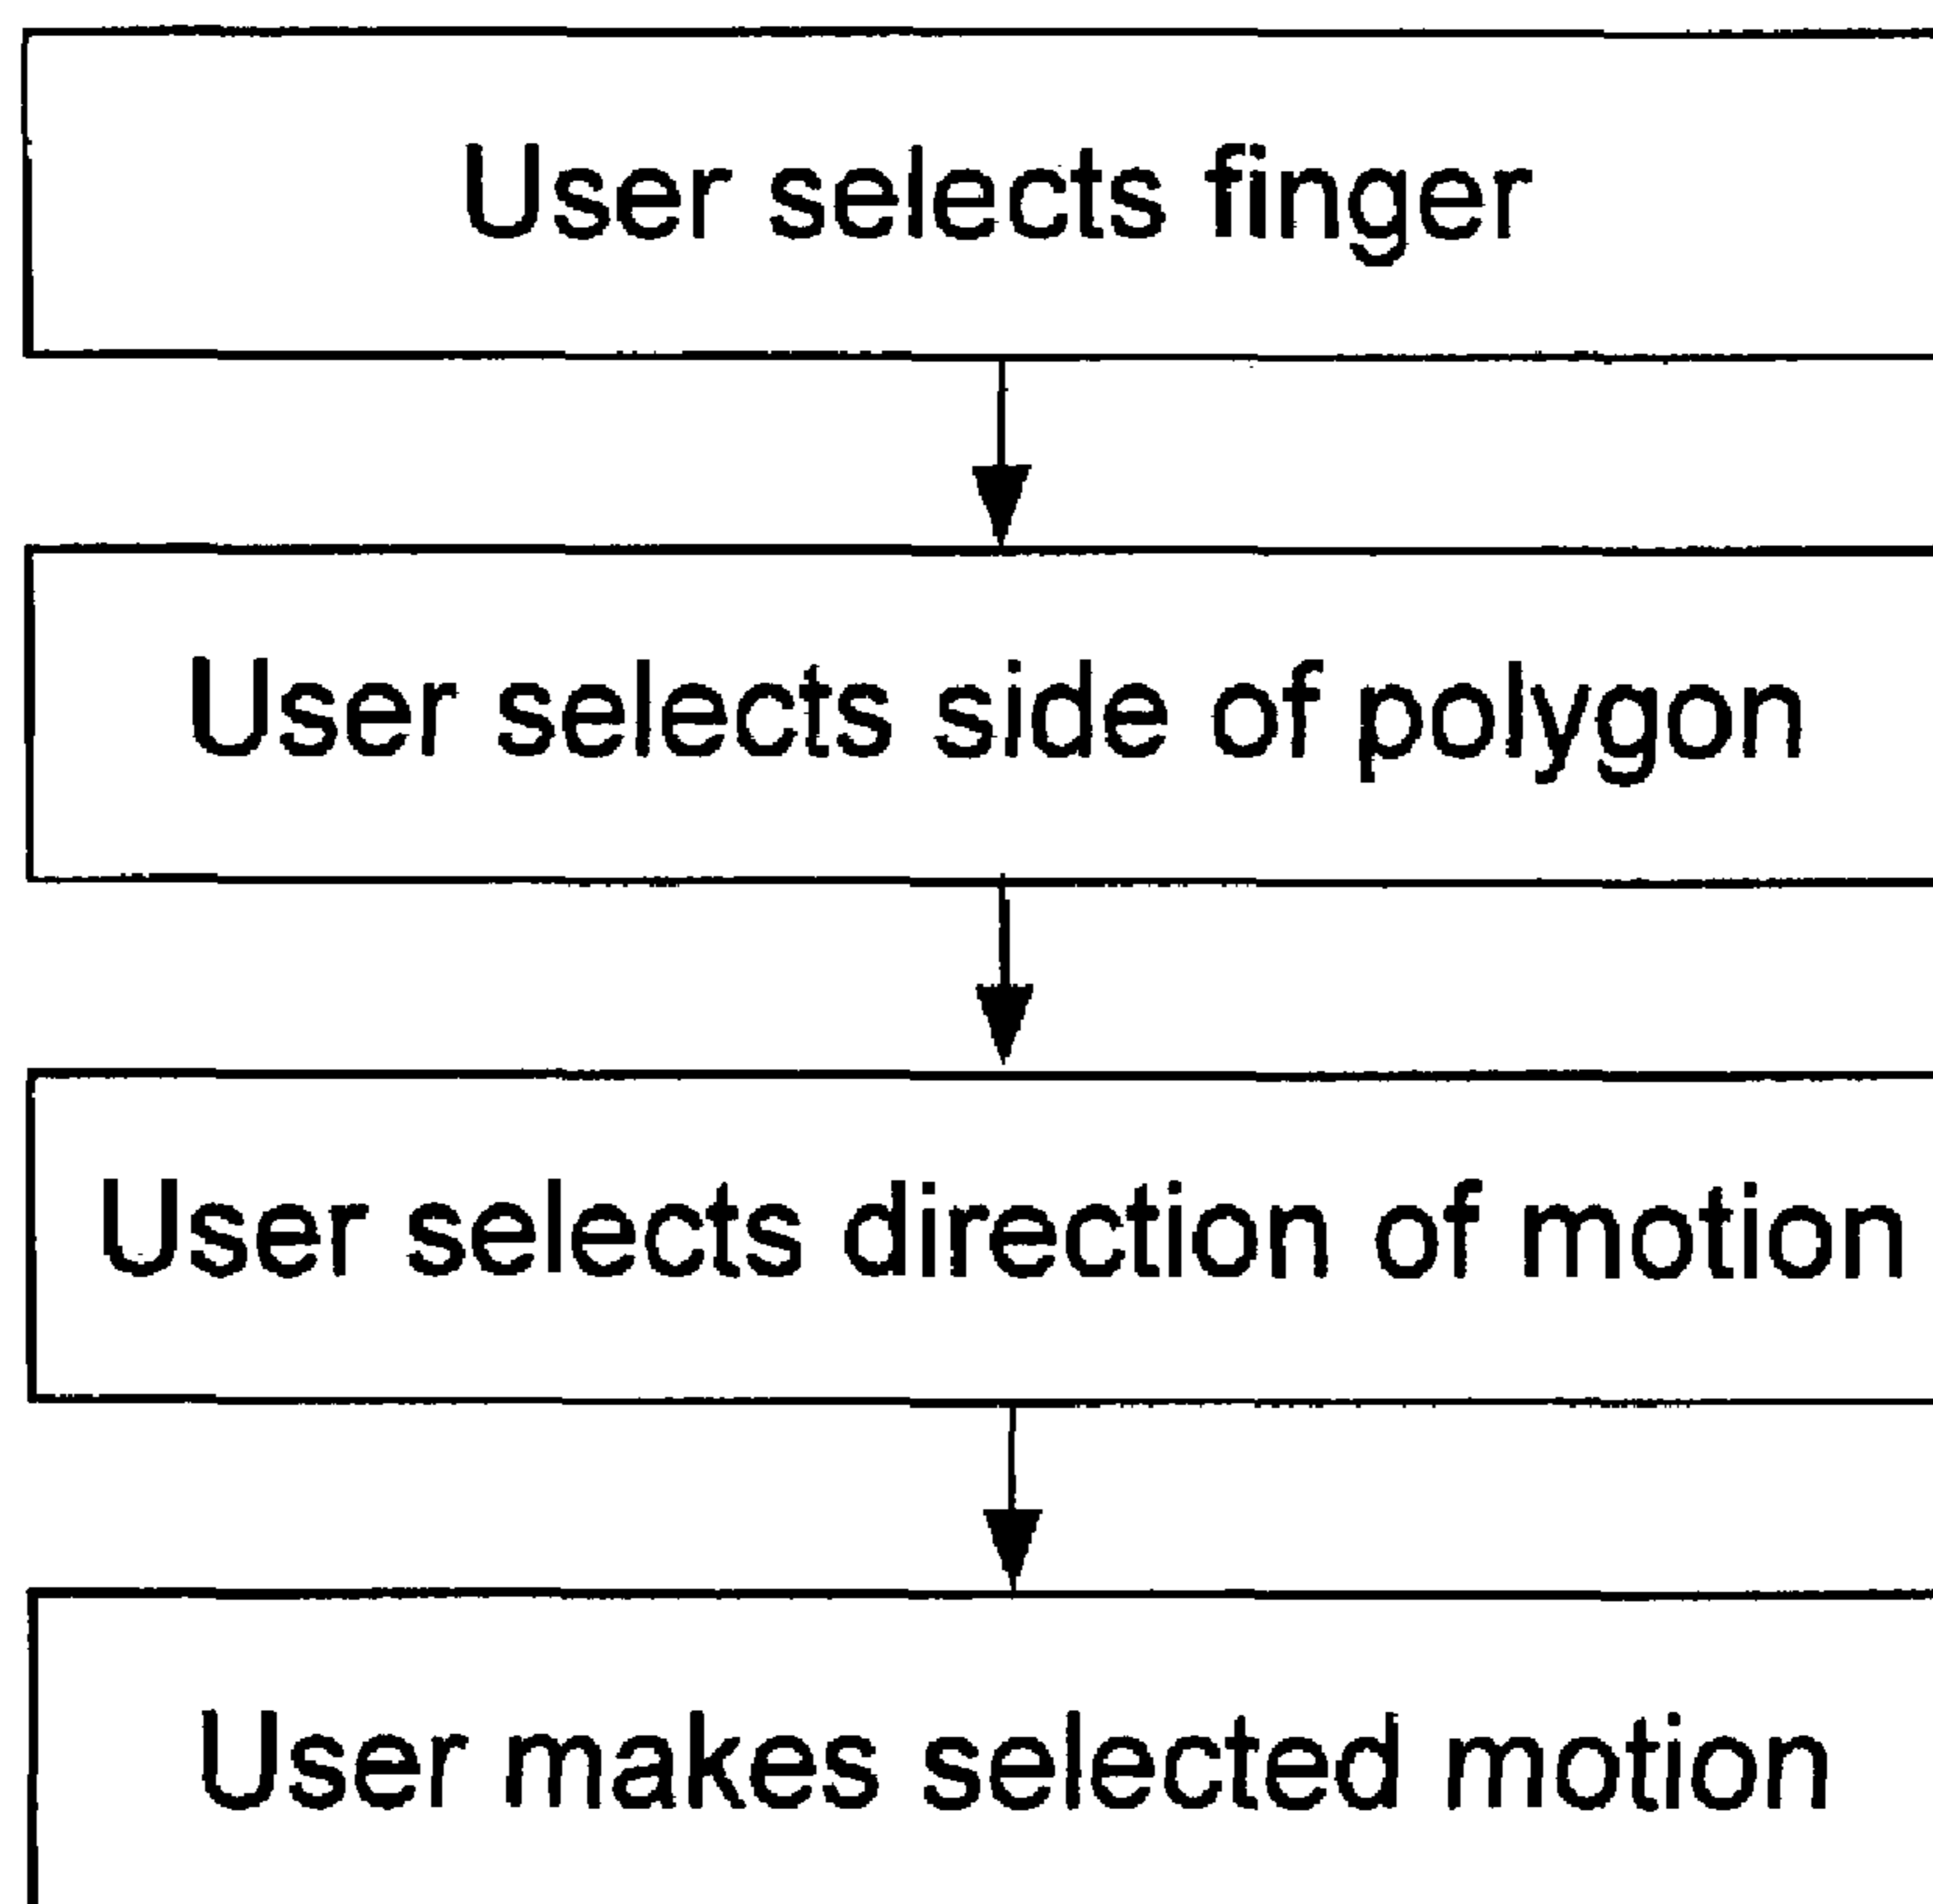 User selects finger
User selects side of polygon
User selects direction of motion
User makes selected motion